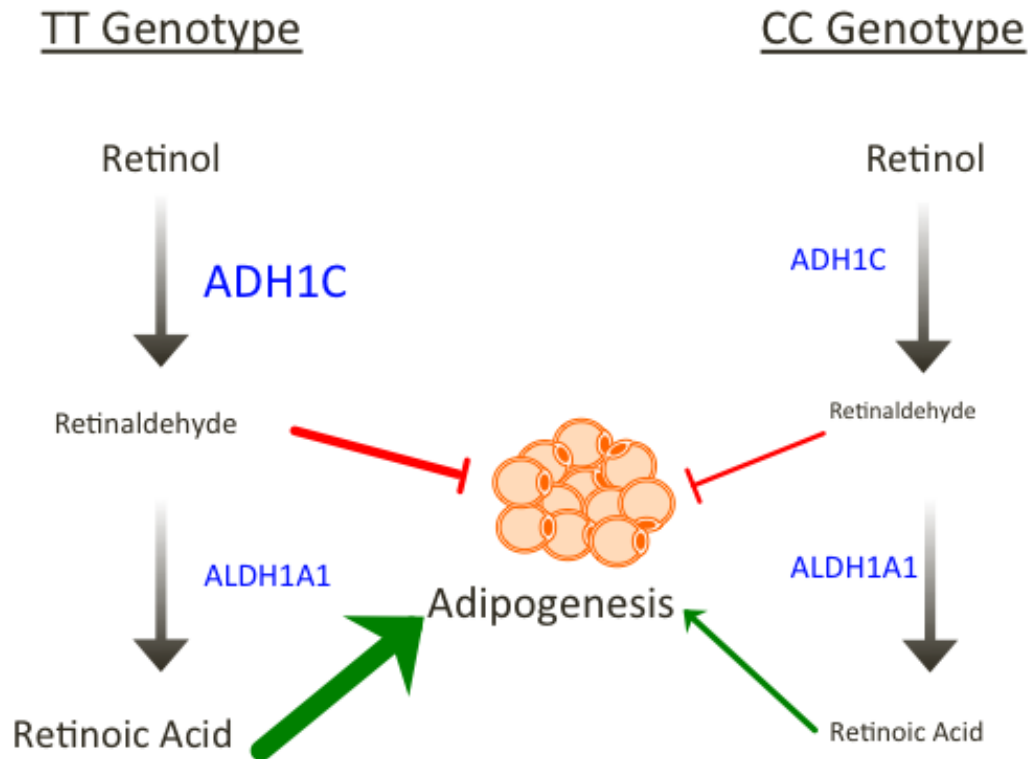 TT Genotype
CC Genotype
Retinol
Retinol
ADH1C
ADH1C
Retinaldehyde
Retinaldehyde
ALDH1A1
ALDH1A1
Adipogenesis
Retinoic Acid
Retinoic Acid